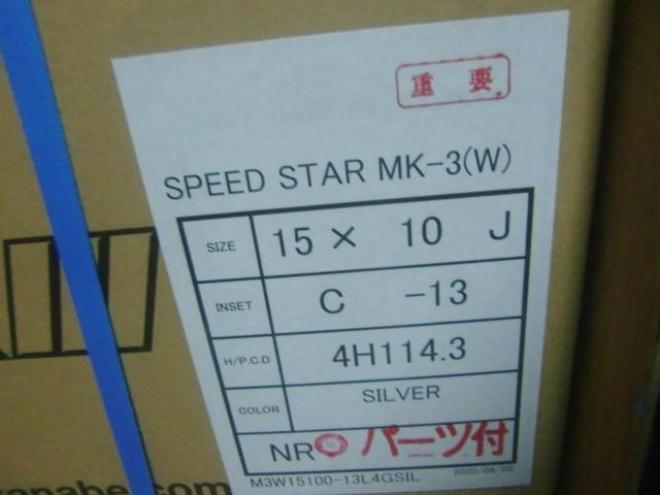 重 要
SPEED STAR MK-3(W)
SIZE 15 × 10 J
INSET C -13
H/P.C.D 4H114.3
COLOR SILVER
NR パーツ付
M3W15100-13L4GSIL 2020.08.05